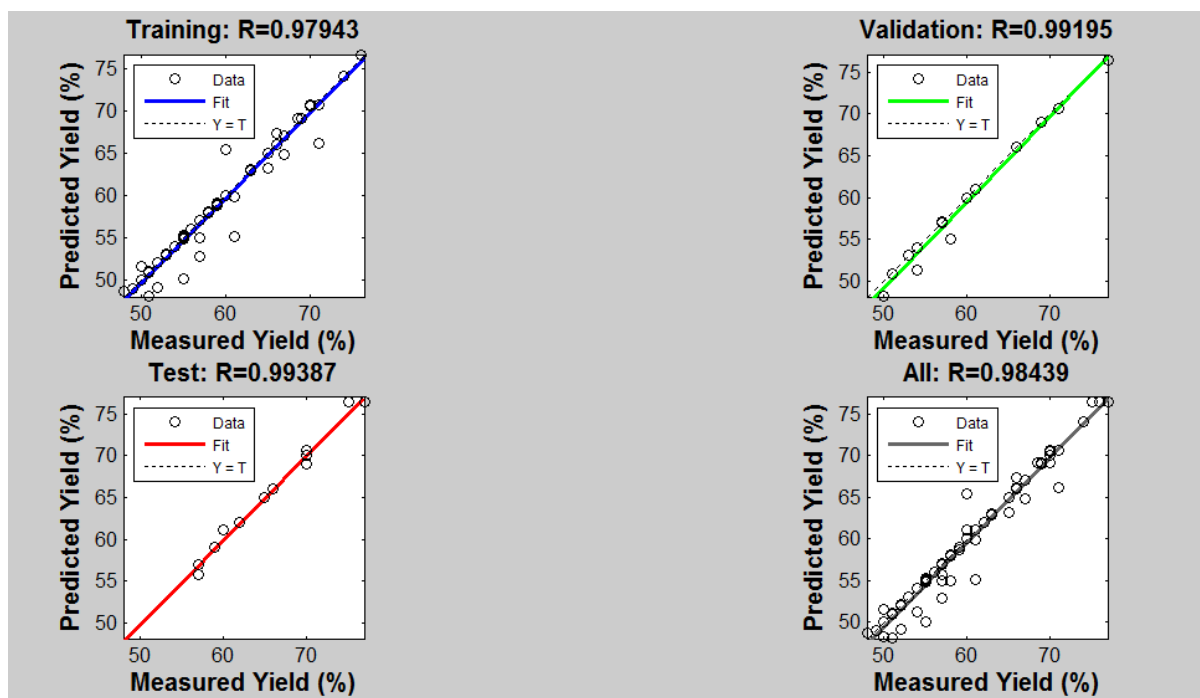 Training: R=0.97943
Predicted Yield (%)
75
70
65
60
55
50
Data
Fit
Y = T
50 60 70
Measured Yield (%)
Validation: R=0.99195
Predicted Yield (%)
75
70
65
60
55
50
Data
Fit
Y = T
50 60 70
Measured Yield (%)
Test: R=0.99387
Predicted Yield (%)
75
70
65
60
55
50
Data
Fit
Y = T
50 60 70
Measured Yield (%)
All: R=0.98439
Predicted Yield (%)
75
70
65
60
55
50
Data
Fit
Y = T
50 60 70
Measured Yield (%)